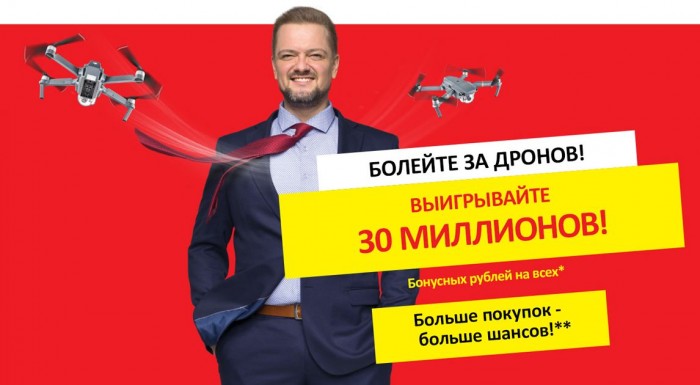 БОЛЕЙТЕ ЗА ДРОНОВ!
ВЫИГРЫВАЙТЕ
30 МИЛЛИОНОВ!
Бонусных рублей на всех*
Больше покупок -
больше шансов!**